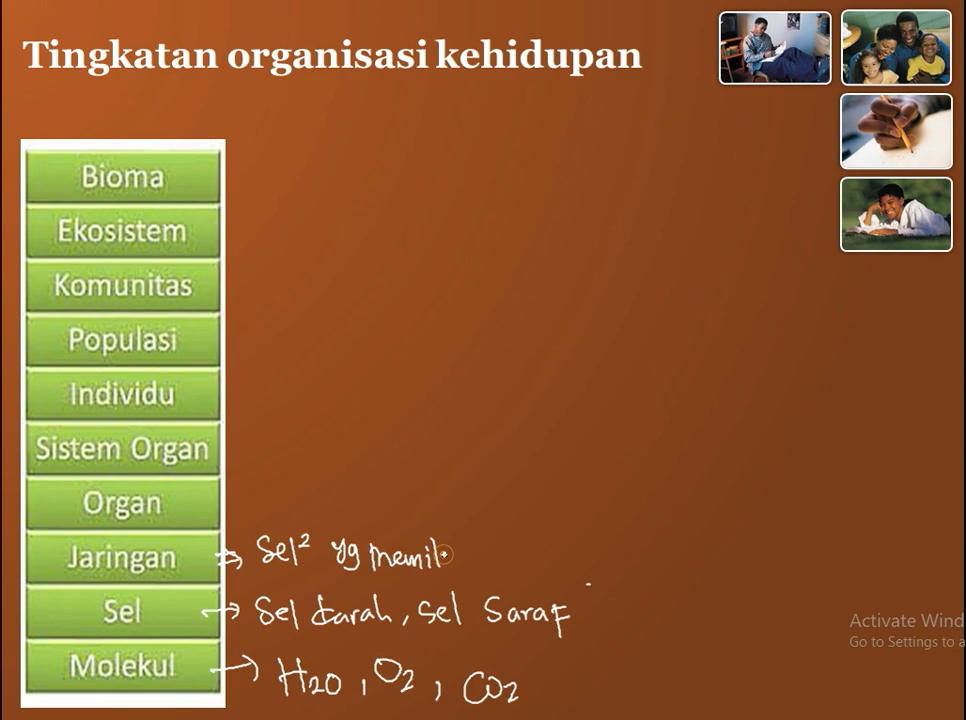 Tingkatan organisasi kehidupan
Bioma
Ekosistem
Komunitas
Populasi
Individu
Sistem Organ
Organ
Jaringan → Sel² yg memil
Sel → Sel darah, sel saraf
Molekul → H2O, O2, CO2
Activate Wind
Go to Settings to a